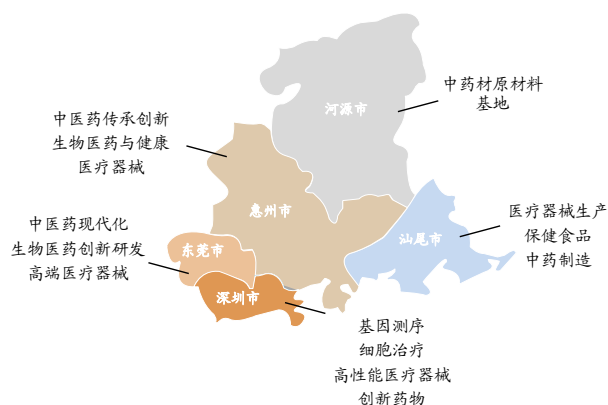 河源市
中药材原材料
基地
中医药传承创新
生物医药与健康
医疗器械
惠州市
中医药现代化
生物医药创新研发
高端医疗器械
东莞市
汕尾市
医疗器械生产
保健食品
中药制造
深圳市
基因测序
细胞治疗
高性能医疗器械
创新药物